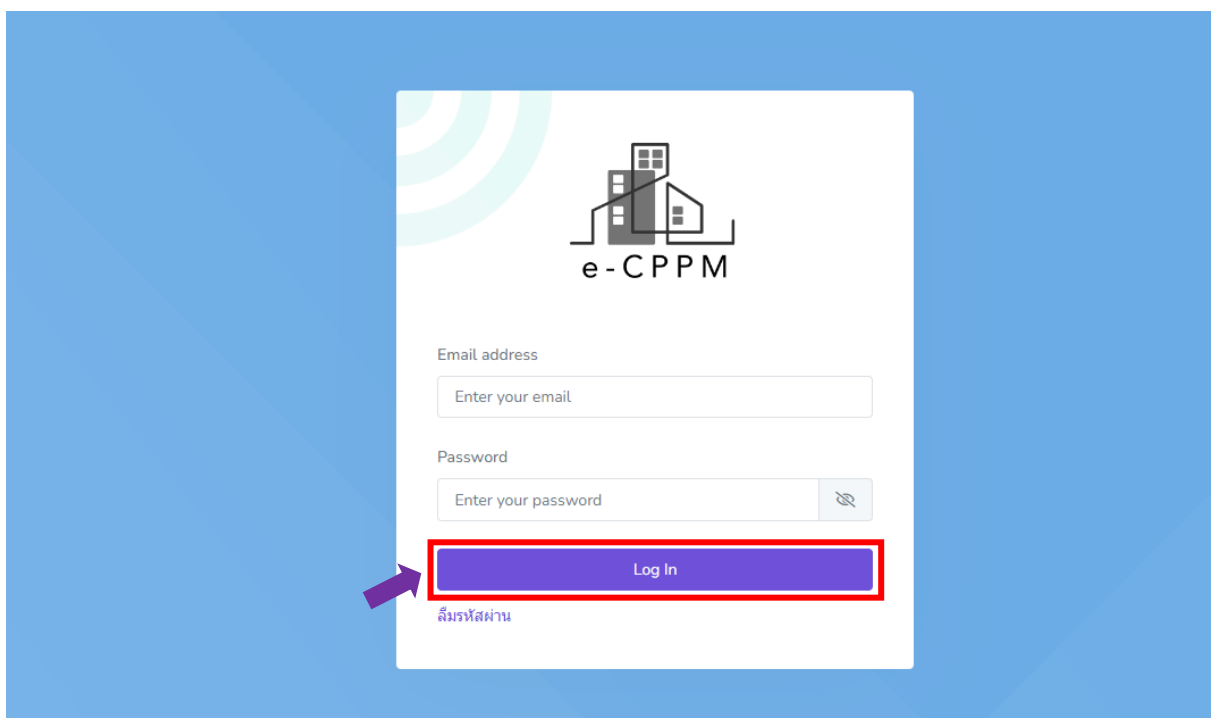 e-CPPM
Email address
Enter your email
Password
Enter your password
Log In
ลืมรหัสผ่าน